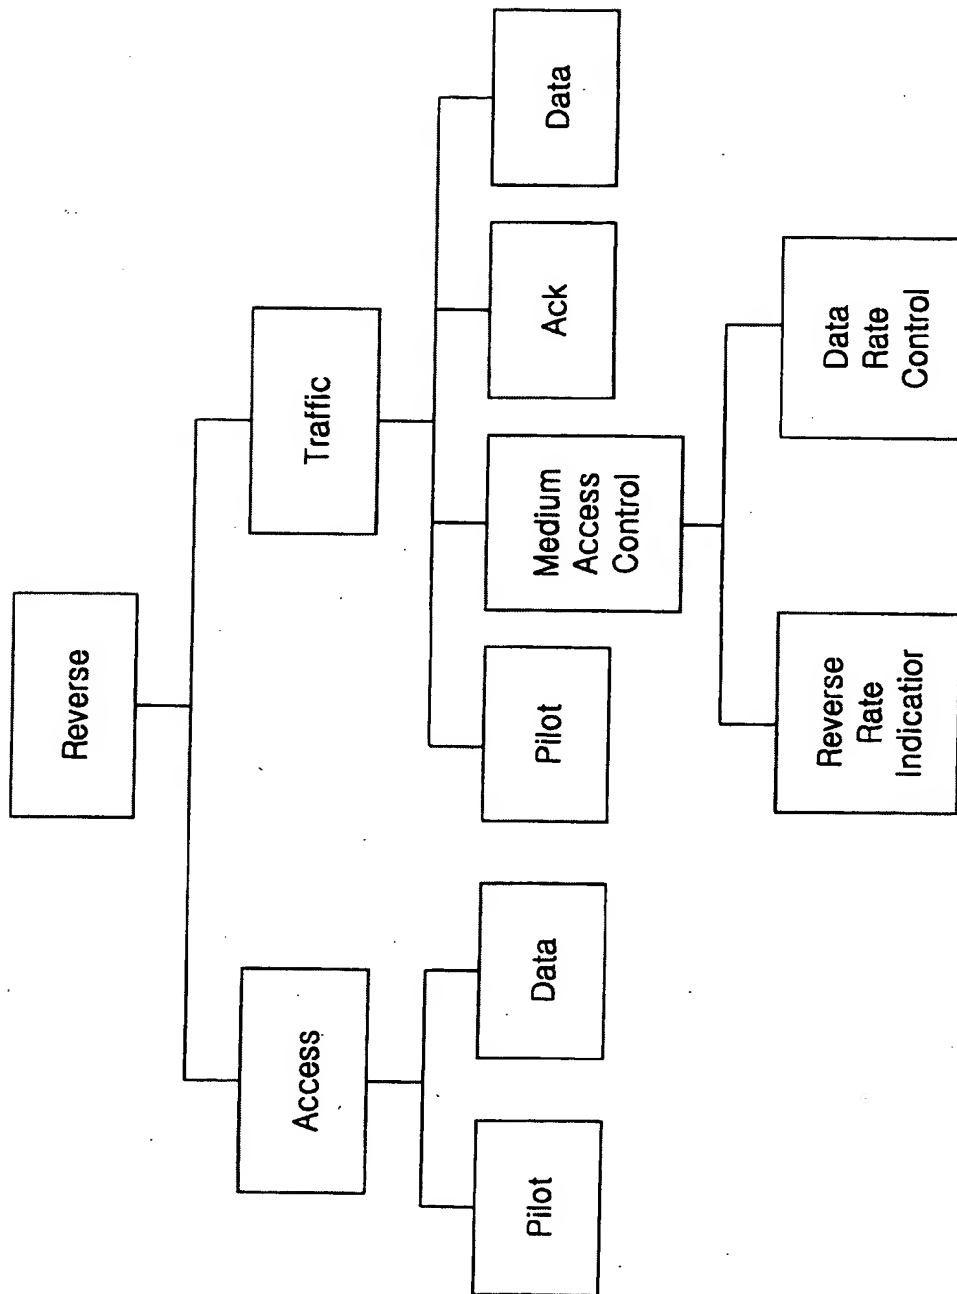 Reverse
Access
Traffic
Pilot
Data
Pilot
Medium
Access
Control
Ack
Data
Reverse
Rate
Indicatior
Data
Rate
Control